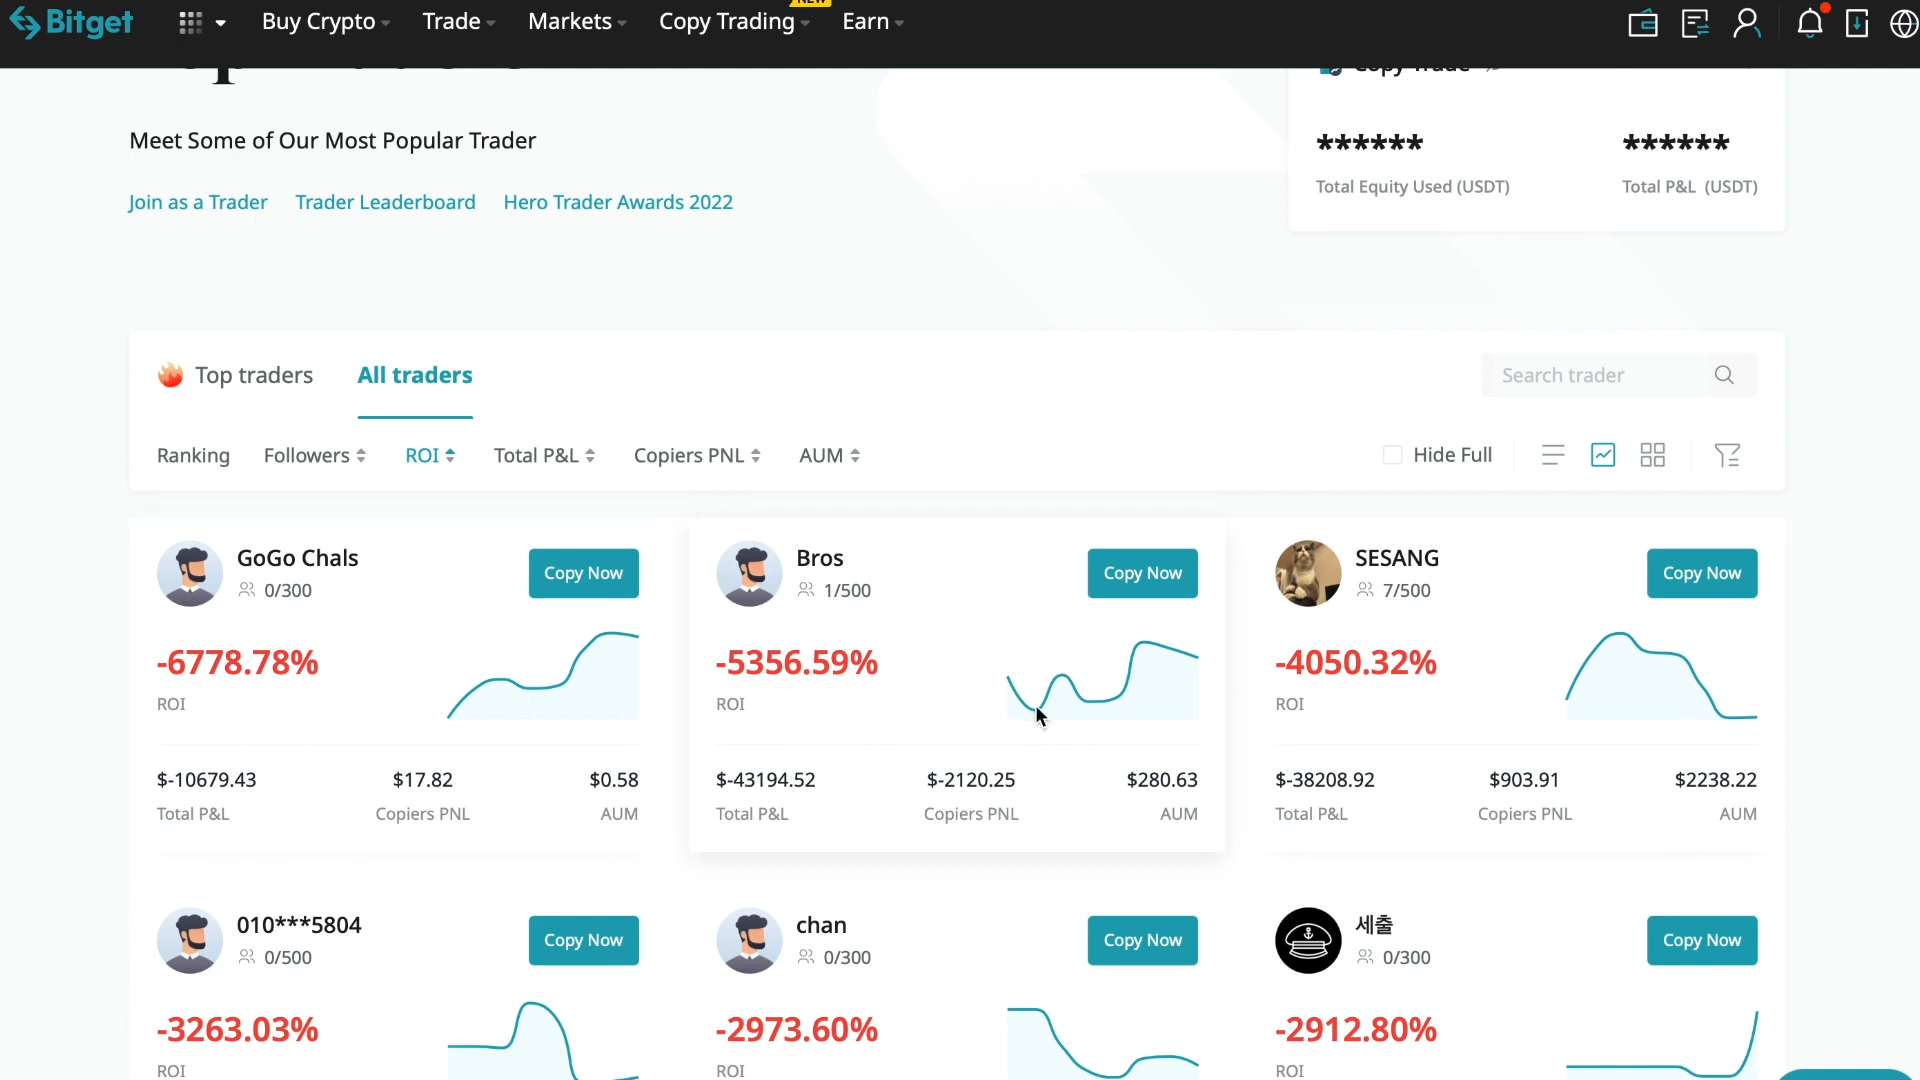 Bitget
Buy Crypto
Trade
Markets
Copy Trading
NEW
Earn
Copy Trade
Meet Some of Our Most Popular Trader
Join as a Trader
Trader Leaderboard
Hero Trader Awards 2022
****** ******
Total Equity Used (USDT) Total P&L (USDT)
Top traders All traders
Search trader
Ranking Followers ROI Total P&L Copiers PNL AUM
Hide Full
GoGo Chals
0/300
Copy Now
-6778.78%
ROI
$-10679.43 $17.82 $0.58
Total P&L Copiers PNL AUM
Bros
1/500
Copy Now
-5356.59%
ROI
$-43194.52 $-2120.25 $280.63
Total P&L Copiers PNL AUM
SESANG
7/500
Copy Now
-4050.32%
ROI
$-38208.92 $903.91 $2238.22
Total P&L Copiers PNL AUM
010***5804
0/500
Copy Now
-3263.03%
ROI
chan
0/300
Copy Now
-2973.60%
ROI
세출
0/300
Copy Now
-2912.80%
ROI